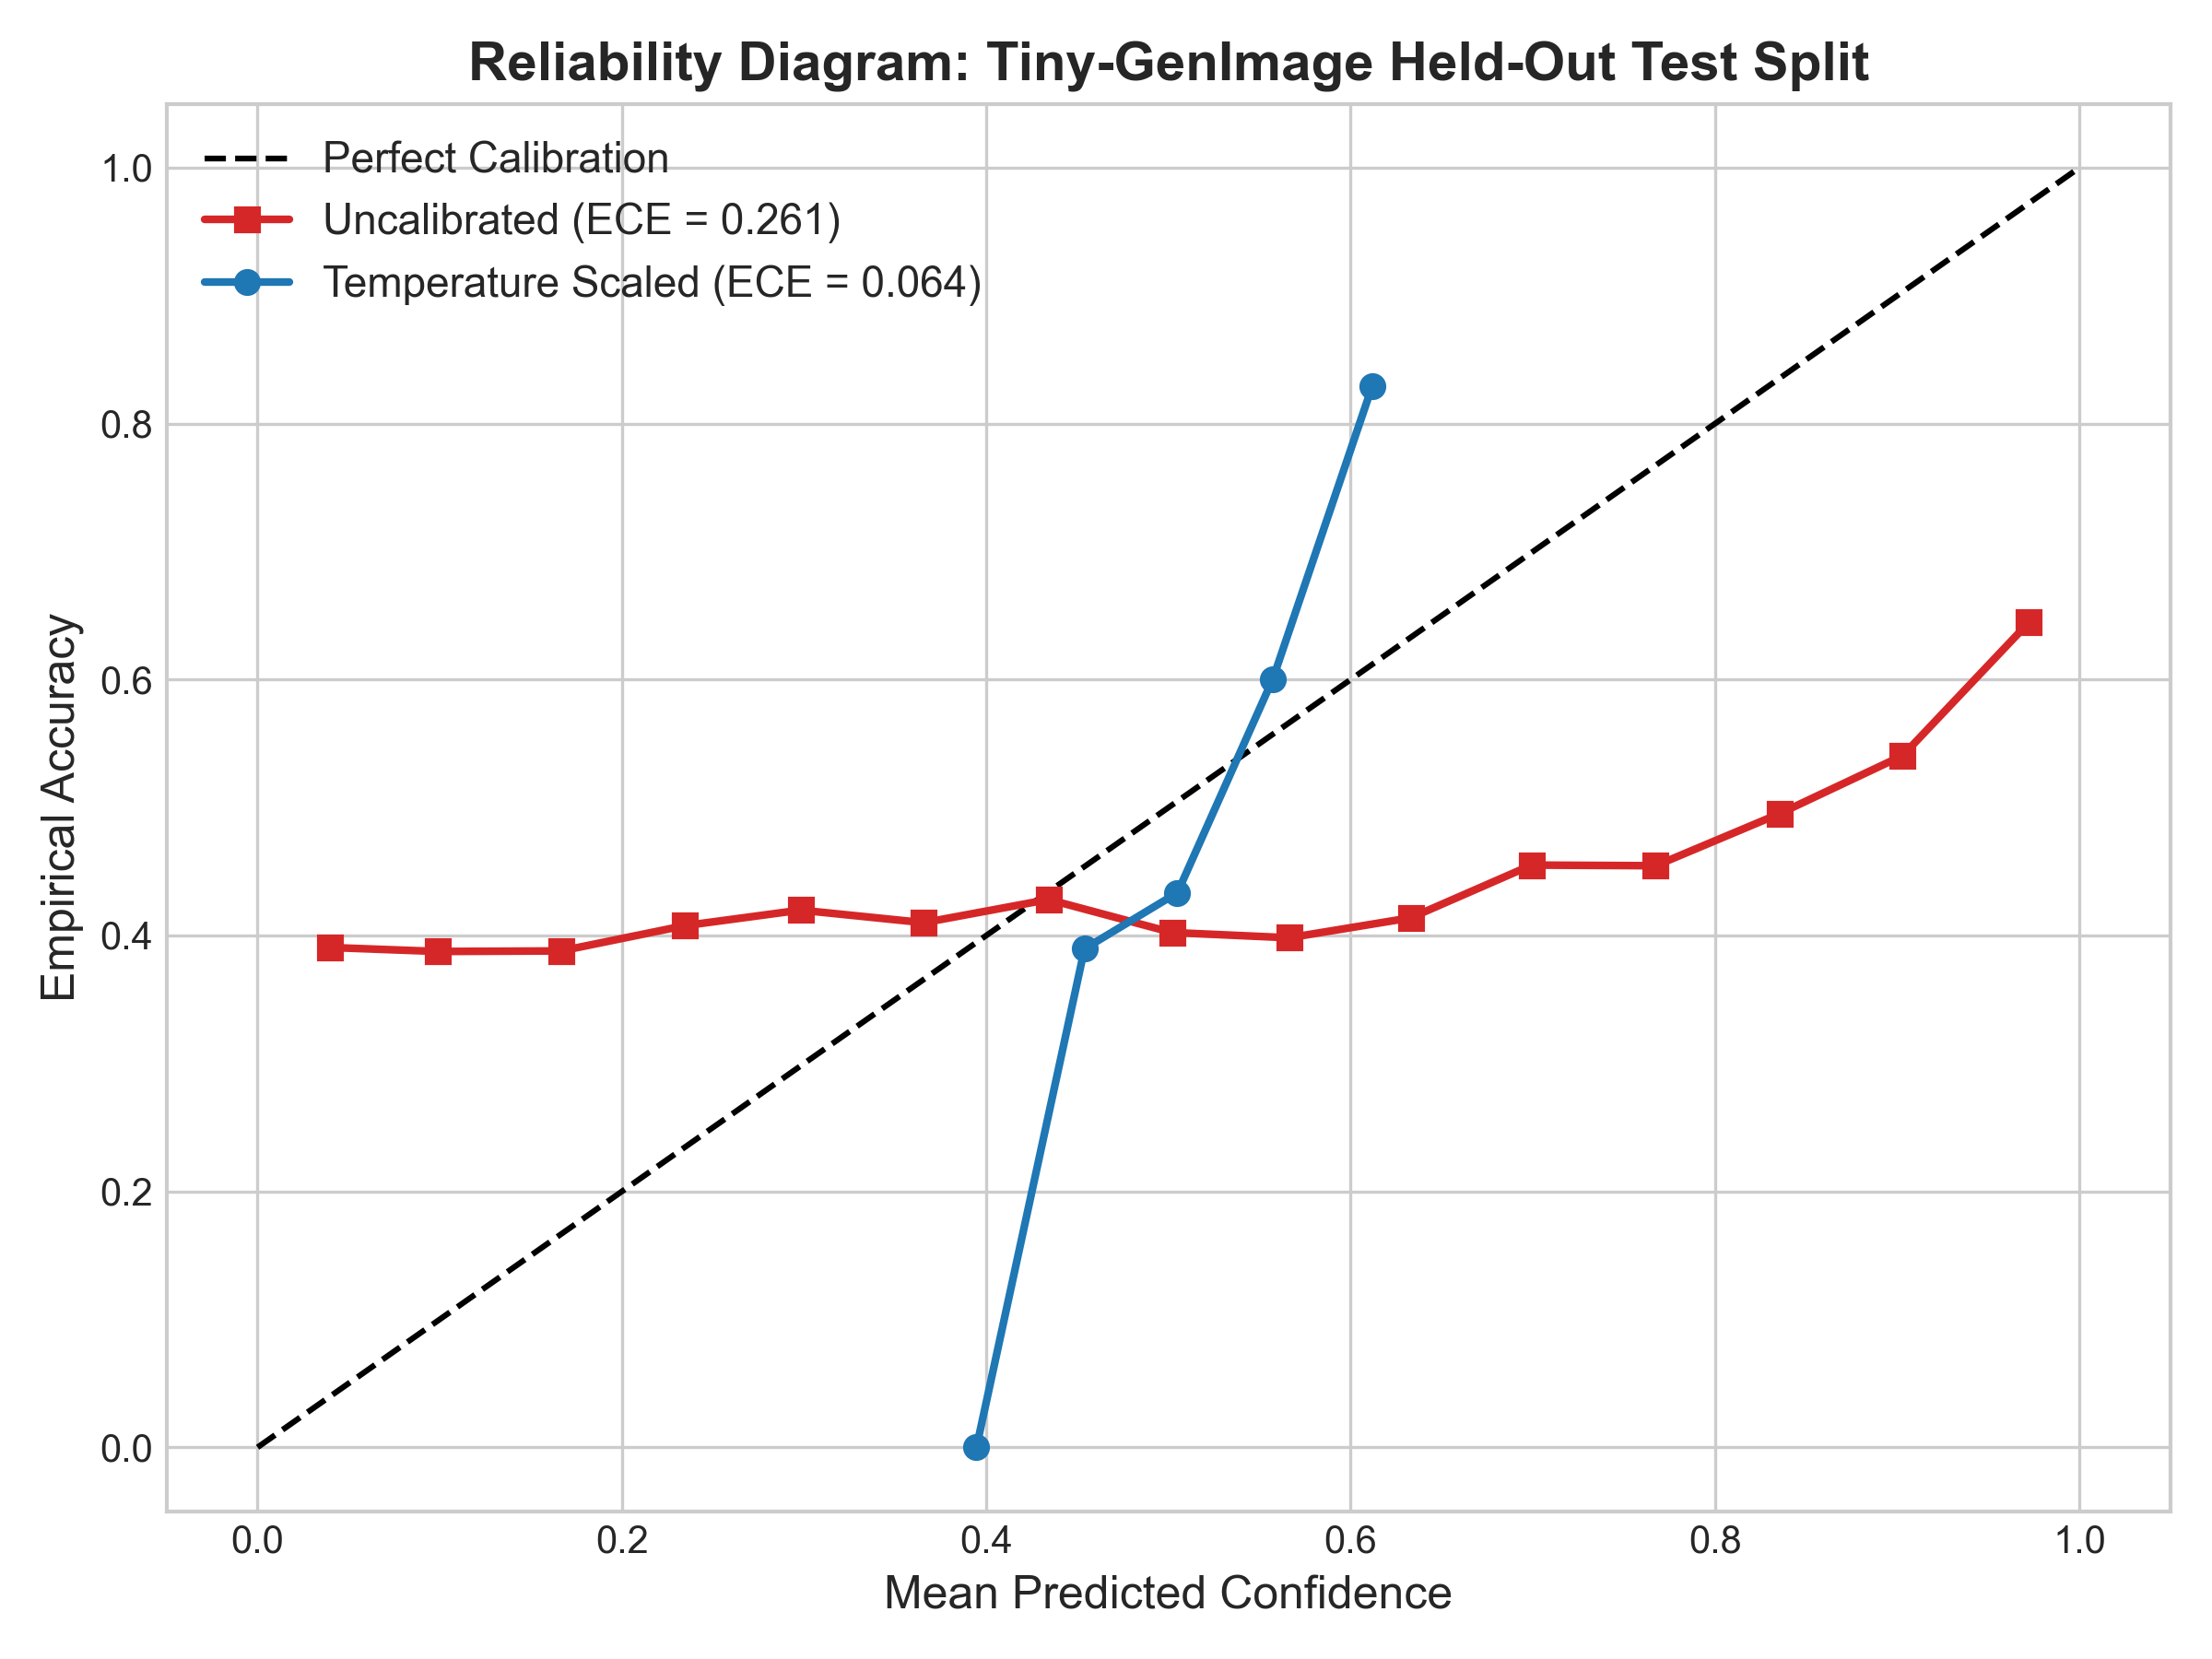 Reliability Diagram: Tiny-GenImage Held-Out Test Split
Perfect Calibration
Uncalibrated (ECE = 0.261)
Temperature Scaled (ECE = 0.064)
Empirical Accuracy
1.0
0.8
0.6
0.4
0.2
0.0
0.0 0.2 0.4 0.6 0.8 1.0
Mean Predicted Confidence